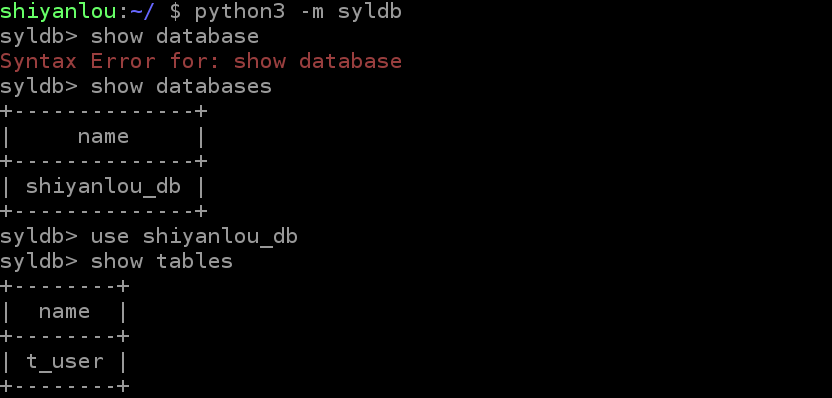 shiyanlou:~/ $ python3 -m syldb
syldb> show database
Syntax Error for: show database
syldb> show databases
+--------------+
|     name     |
+--------------+
| shiyanlou_db |
+--------------+
syldb> use shiyanlou_db
syldb> show tables
+--------+
|  name  |
+--------+
| t_user |
+--------+